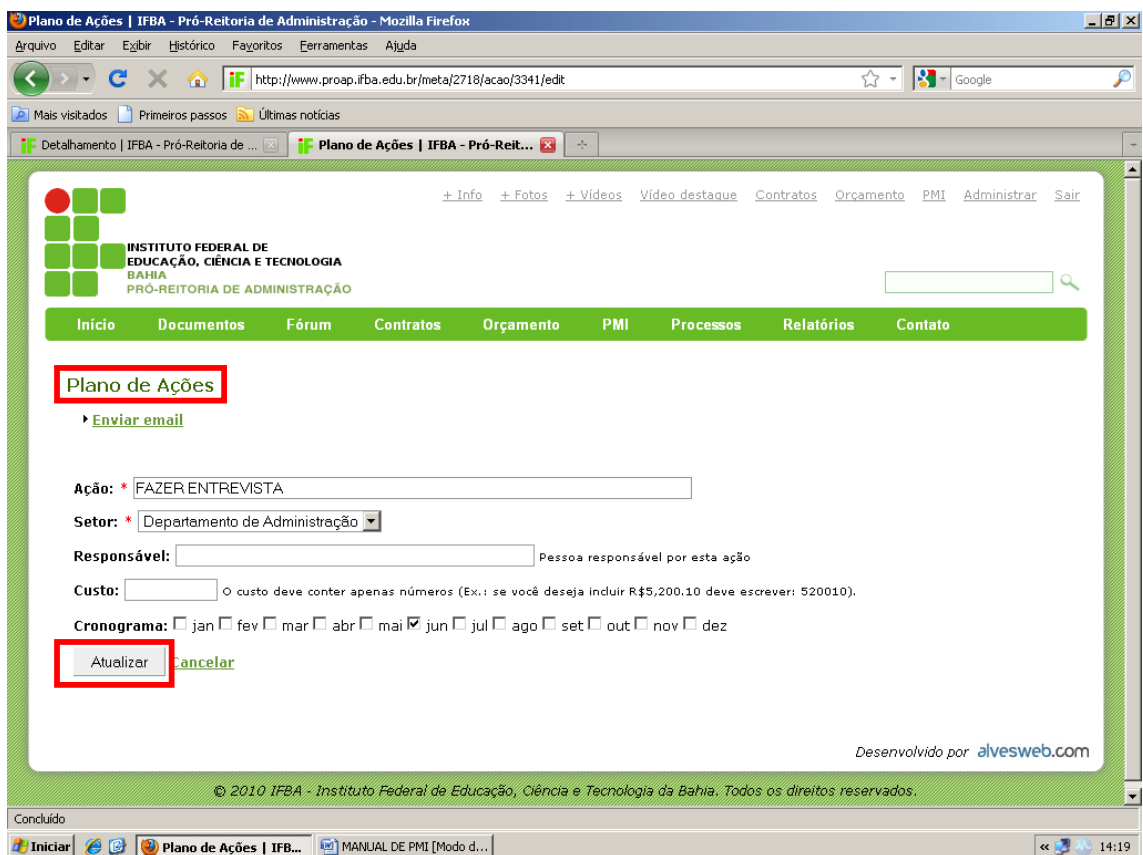 Plano de Ações | IFBA - Pró-Reitoria de Administração - Mozilla Firefox
Arquivo Editar Exibir Histórico Favoritos Ferramentas Ajuda
http://www.proap.ifba.edu.br/meta/2718/acao/3341/edit Google
Mais visitados Primeiros passos Últimas notícias
Detalhamento | IFBA - Pró-Reitoria de ... Plano de Ações | IFBA - Pró-Reit...
+ Info + Fotos + Vídeos Vídeo destaque Contratos Orçamento PMI Administrar Sair
INSTITUTO FEDERAL DE
EDUCAÇÃO, CIÊNCIA E TECNOLOGIA
BAHIA
PRÓ-REITORIA DE ADMINISTRAÇÃO
Início Documentos Fórum Contratos Orçamento PMI Processos Relatórios Contato
Plano de Ações
Enviar email
Ação: * FAZER ENTREVISTA
Setor: * Departamento de Administração
Responsável: Pessoa responsável por esta ação
Custo: O custo deve conter apenas números (Ex.: se você deseja incluir R$5,200.10 deve escrever: 520010).
Cronograma: jan fev mar abr mai jun jul ago set out nov dez
Atualizar Cancelar
Desenvolvido por alvesweb.com
© 2010 IFBA - Instituto Federal de Educação, Ciência e Tecnologia da Bahia. Todos os direitos reservados.
Concluído
Iniciar Plano de Ações | IFB... MANUAL DE PMI [Modo d... « 14:19